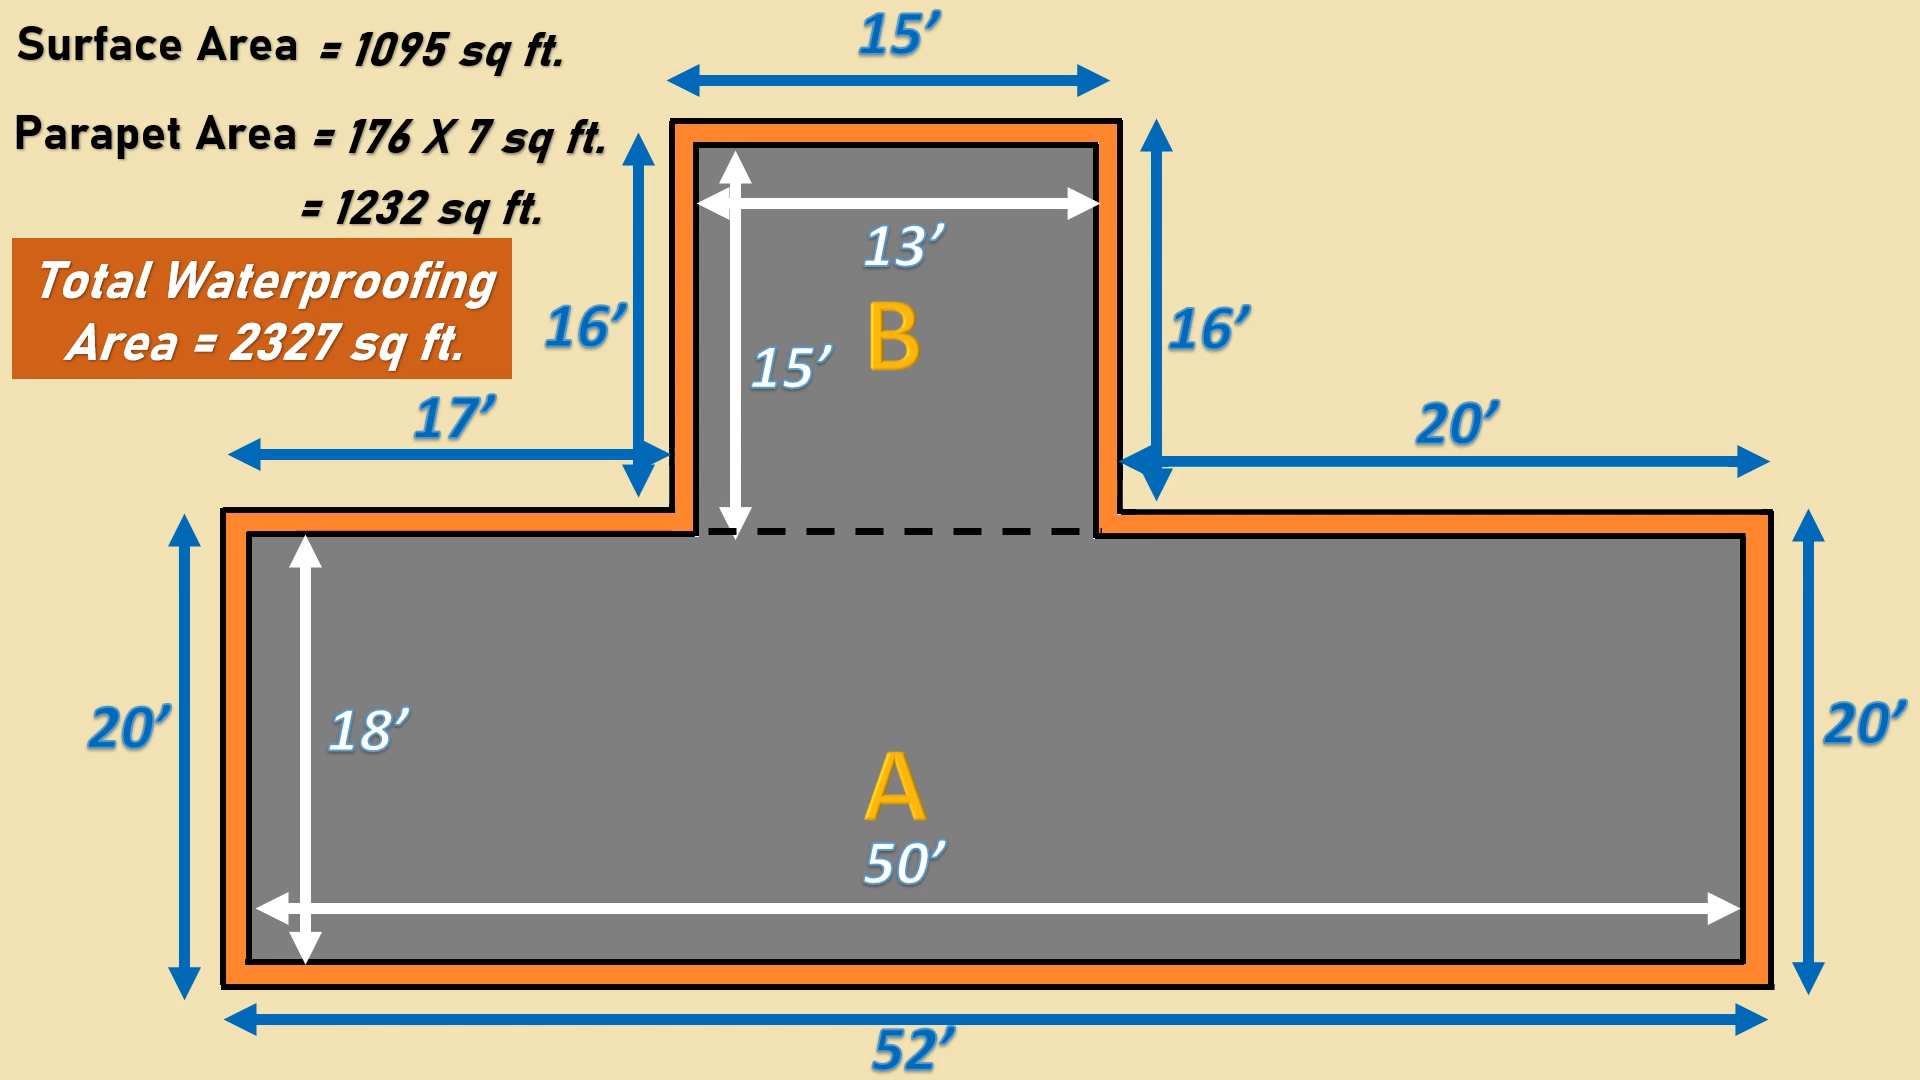 Surface Area = 1095 sq ft.
Parapet Area = 176 X 7 sq ft.
= 1232 sq ft.
Total Waterproofing
Area = 2327 sq ft.
15’
13’
16’
B
16’
15’
17’
20’
20’
18’
20’
A
50’
52’